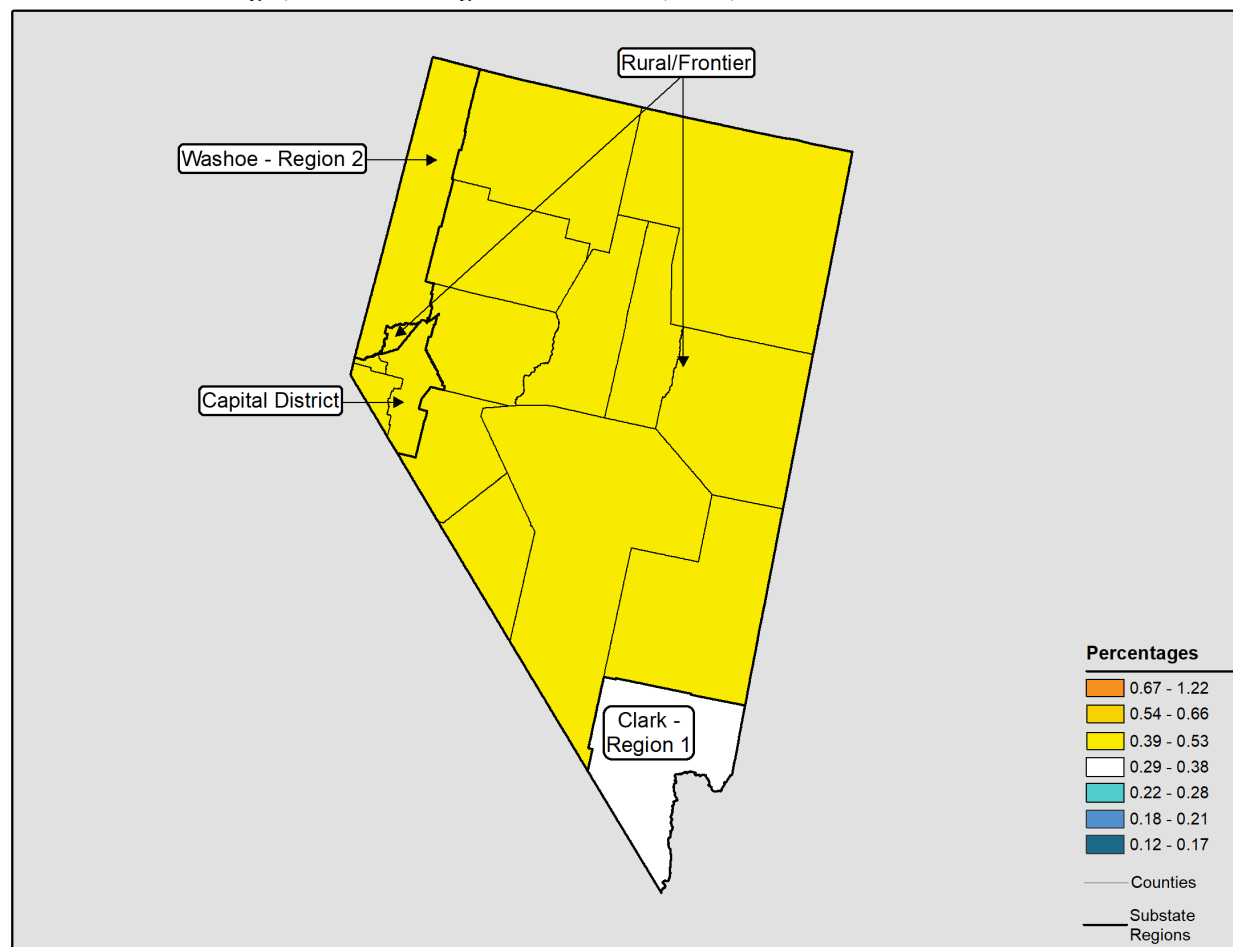 Rural/Frontier
Washoe - Region 2
Capital District
Clark -
Region 1
Percentages
0.67 - 1.22
0.54 - 0.66
0.39 - 0.53
0.29 - 0.38
0.22 - 0.28
0.18 - 0.21
0.12 - 0.17
Counties
Substate
Regions